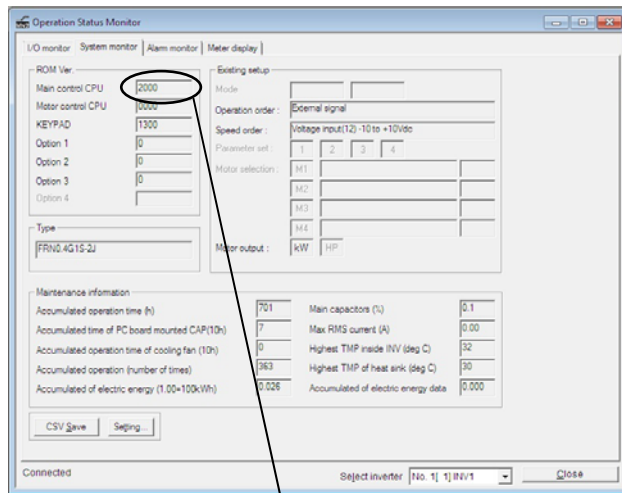 Operation Status Monitor
I/O monitor System monitor Alarm monitor Meter display
ROM Ver.
Main control CPU 2000
Motor control CPU 0000
KEYPAD 1300
Option 1 0
Option 2 0
Option 3 0
Option 4
Type
FRN0.4G1S-2J
Existing setup
Mode
Operation order : External signal
Speed order : Voltage input(12) -10 to +10Vdc
Parameter set : 1 2 3 4
Motor selection : M1
M2
M3
M4
Motor output : kW HP
Maintenance information
Accumulated operation time (h) 701
Accumulated time of PC board mounted CAP(10h) 7
Accumulated operation time of cooling fan (10h) 0
Accumulated operation (number of times) 363
Accumulated of electric energy (1.00=100kWh) 0.026
Main capacitors (%) 0.1
Max RMS current (A) 0.00
Highest TMP inside INV (deg C) 32
Highest TMP of heat sink (deg C) 30
Accumulated of electric energy data 0.000
CSV Save Setting...
Connected Select inverter No. 1[ 1] INV1 Close